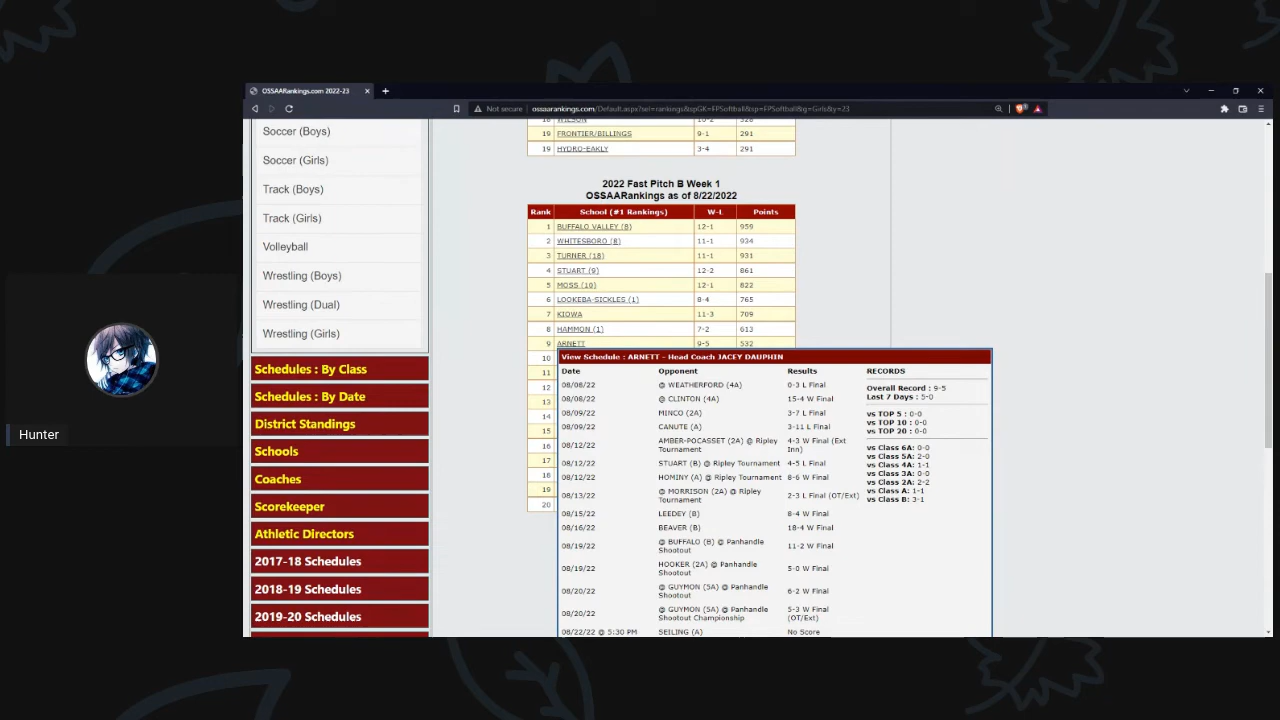 OSSAARankings.com 2022-23
Not secure
ossaarankings.com/Default.aspx?sel=rankings&spGK=FPSoftball&sp=FPSoftball&g=Girls&y=23
Hunter
Soccer (Boys)
Soccer (Girls)
Track (Boys)
Track (Girls)
Volleyball
Wrestling (Boys)
Wrestling (Dual)
Wrestling (Girls)
Schedules : By Class
Schedules : By Date
District Standings
Schools
Coaches
Scorekeeper
Athletic Directors
2017-18 Schedules
2018-19 Schedules
2019-20 Schedules
18 WILSON 10-2 328
19 FRONTIER/BILLINGS 9-1 291
19 HYDRO-EAKLY 3-4 291
2022 Fast Pitch B Week 1
OSSAARankings as of 8/22/2022
Rank School (#1 Rankings) W-L Points
1 BUFFALO VALLEY (8) 12-1 959
2 WHITESBORO (8) 11-1 934
3 TURNER (18) 11-1 931
4 STUART (9) 12-2 861
5 MOSS (10) 12-1 822
6 LOOKEBA-SICKLES (1) 8-4 765
7 KIOWA 11-3 709
8 HAMMON (1) 7-2 613
9 ARNETT 9-5 532
10
11
12
13
14
15
16
17
18
19
20
View Schedule : ARNETT - Head Coach JACEY DAUPHIN
Date Opponent Results
08/08/22 @ WEATHERFORD (4A) 0-3 L Final
08/08/22 @ CLINTON (4A) 15-4 W Final
08/09/22 MINCO (2A) 3-7 L Final
08/09/22 CANUTE (A) 3-11 L Final
08/12/22 AMBER-POCASSET (2A) @ Ripley 4-3 W Final (Ext
Tournament Inn)
08/12/22 STUART (B) @ Ripley Tournament 4-5 L Final
08/12/22 HOMINY (A) @ Ripley Tournament 8-6 W Final
08/13/22 @ MORRISON (2A) @ Ripley 2-3 L Final (OT/Ext)
Tournament
08/15/22 LEEDEY (B) 8-4 W Final
08/16/22 BEAVER (B) 18-4 W Final
08/19/22 @ BUFFALO (B) @ Panhandle 11-2 W Final
Shootout
08/19/22 HOOKER (2A) @ Panhandle 5-0 W Final
Shootout
08/20/22 @ GUYMON (5A) @ Panhandle 6-2 W Final
Shootout
08/20/22 @ GUYMON (5A) @ Panhandle 5-3 W Final
Shootout Championship (OT/Ext)
08/22/22 @ 5:30 PM SEILING (A) No Score
RECORDS
Overall Record : 9-5
Last 7 Days : 5-0
vs TOP 5 : 0-0
vs TOP 10 : 0-0
vs TOP 20 : 0-0
vs Class 6A: 0-0
vs Class 5A: 2-0
vs Class 4A: 1-1
vs Class 3A: 0-0
vs Class 2A: 2-2
vs Class A: 1-1
vs Class B: 3-1